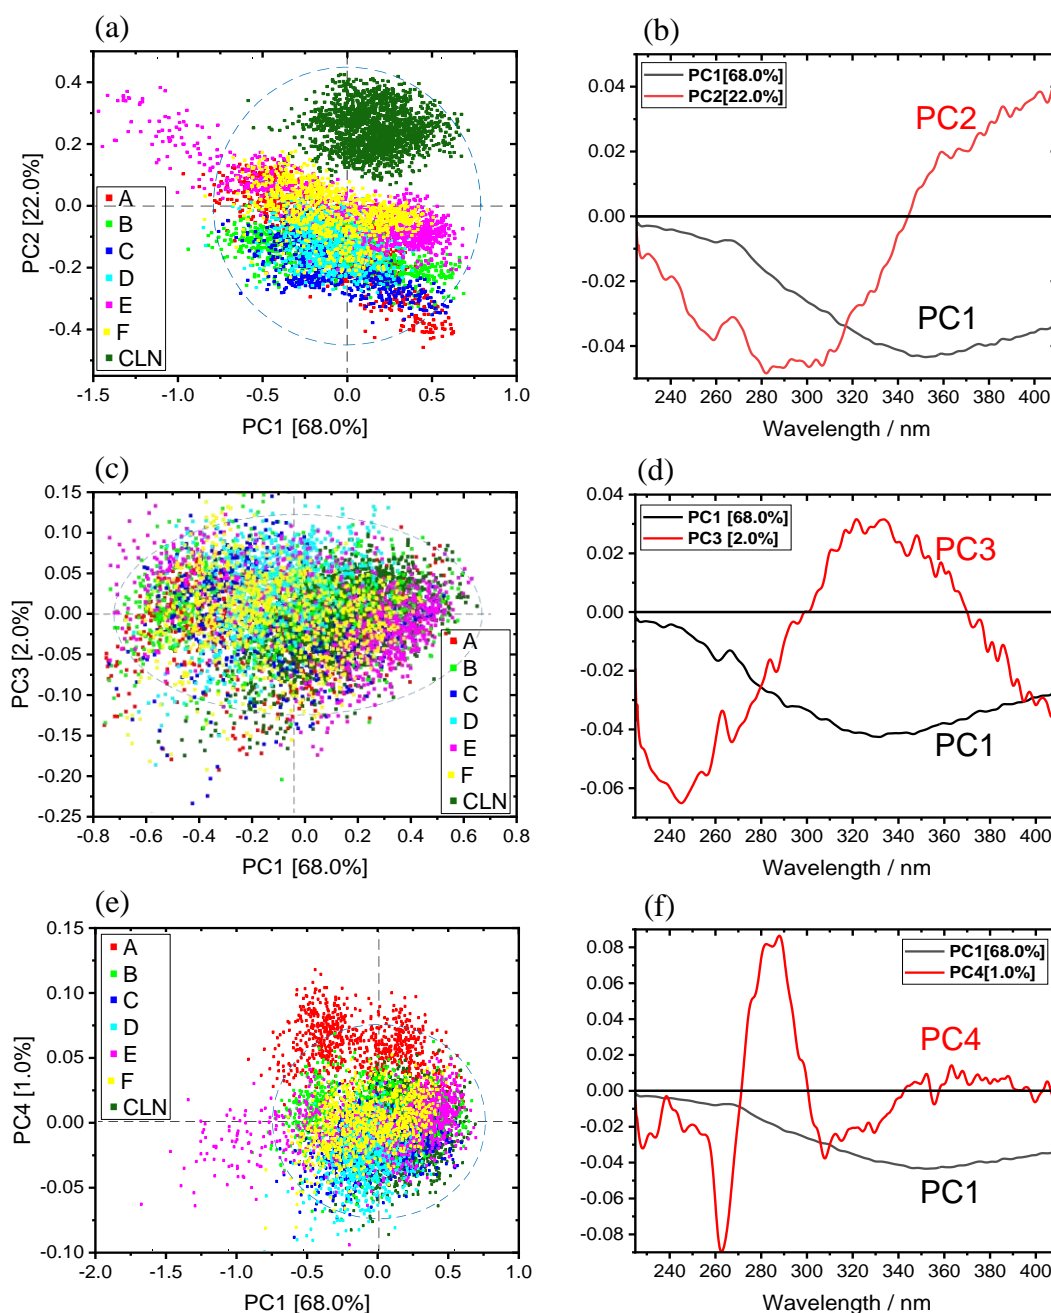 (a)
0.4
0.2
0.0
-0.2
-0.4
PC2 [22.0%]
A
B
C
D
E
F
CLN
-1.5
-1.0
-0.5
0.0
0.5
1.0
PC1 [68.0%]
(b)
0.04
0.02
0.00
-0.02
-0.04
PC1[68.0%]
PC2[22.0%]
PC2
PC1
240 260 280 300 320 340 360 380 400
Wavelength / nm
(c)
0.15
0.10
0.05
0.00
-0.05
-0.10
-0.15
-0.20
-0.25
PC3 [2.0%]
A
B
C
D
E
F
CLN
-0.8 -0.6 -0.4 -0.2 0.0 0.2 0.4 0.6 0.8
PC1 [68.0%]
(d)
0.04
0.02
0.00
-0.02
-0.04
-0.06
PC1 [68.0%]
PC3 [2.0%]
PC3
PC1
240 260 280 300 320 340 360 380 400
Wavelength / nm
(e)
0.15
0.10
0.05
0.00
-0.05
-0.10
PC4 [1.0%]
A
B
C
D
E
F
CLN
-2.0 -1.5 -1.0 -0.5 0.0 0.5 1.0
PC1 [68.0%]
(f)
0.08
0.06
0.04
0.02
0.00
-0.02
-0.04
-0.06
-0.08
PC1[68.0%]
PC4[1.0%]
PC4
PC1
240 260 280 300 320 340 360 380 400
Wavelength / nm